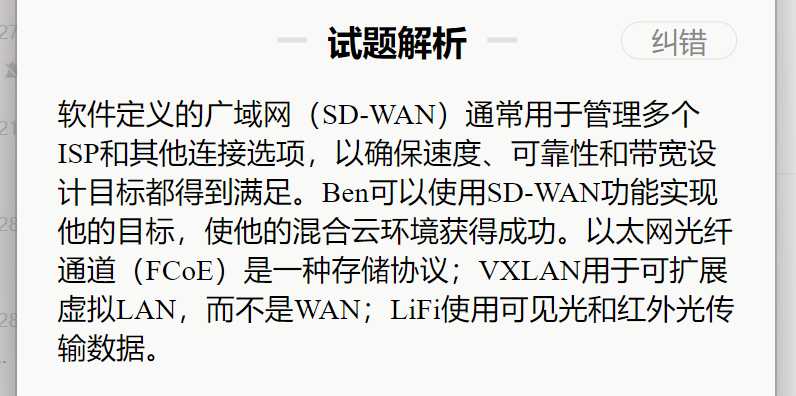 试题解析
纠错
软件定义的广域网（SD-WAN）通常用于管理多个
ISP和其他连接选项，以确保速度、可靠性和带宽设
计目标都得到满足。Ben可以使用SD-WAN功能实现
他的目标，使他的混合云环境获得成功。以太网光纤
通道（FCoE）是一种存储协议；VXLAN用于可扩展
虚拟LAN，而不是WAN；LiFi使用可见光和红外光传
输数据。
27
21
28
28